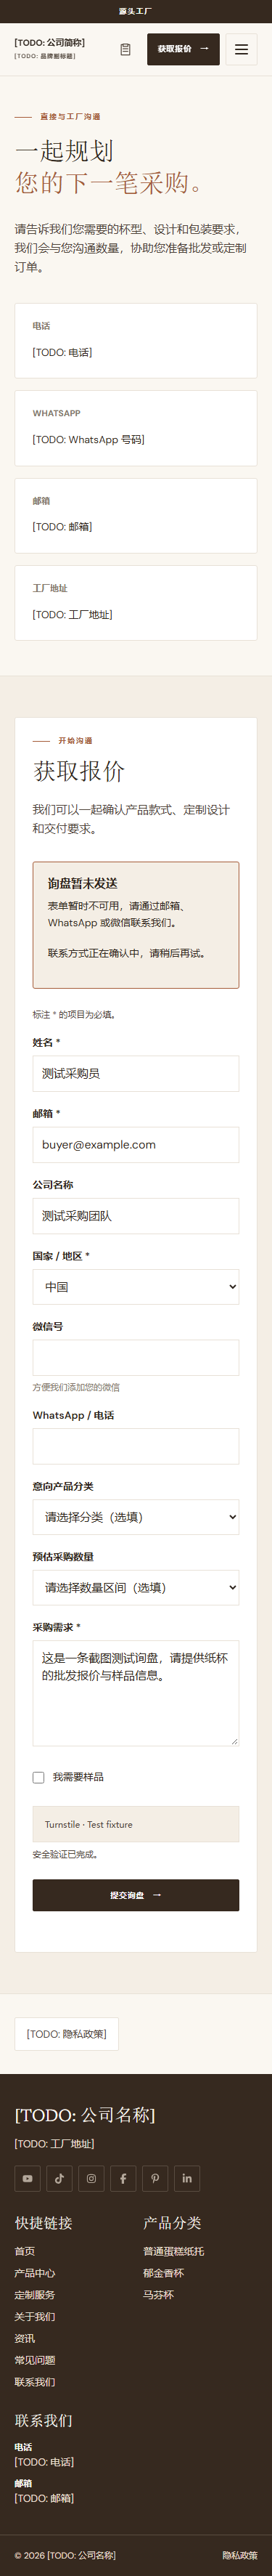 源头工厂
[TODO: 公司简称]
[TODO: 品牌副标题]
获取报价 →
直接与工厂沟通
一起规划
您的下一笔采购。
请告诉我们您需要的杯型、设计和包装要求，
我们会与您沟通数量，协助您准备批发或定制
订单。
电话
[TODO: 电话]
WHATSAPP
[TODO: WhatsApp 号码]
邮箱
[TODO: 邮箱]
工厂地址
[TODO: 工厂地址]
开始沟通
获取报价
我们可以一起确认产品款式、定制设计
和交付要求。
询盘暂未发送
表单暂时不可用，请通过邮箱、
WhatsApp 或微信联系我们。
联系方式正在确认中，请稍后再试。
标注 * 的项目为必填。
姓名 *
测试采购员
邮箱 *
buyer@example.com
公司名称
测试采购团队
国家 / 地区 *
中国
微信号
方便我们添加您的微信
WhatsApp / 电话
意向产品分类
请选择分类（选填）
预估采购数量
请选择数量区间（选填）
采购需求 *
这是一条截图测试询盘，请提供纸杯
的批发报价与样品信息。
我需要样品
Turnstile · Test fixture
安全验证已完成。
提交询盘 →
[TODO: 隐私政策]
[TODO: 公司名称]
[TODO: 工厂地址]
快捷链接
首页
产品中心
定制服务
关于我们
资讯
常见问题
联系我们
产品分类
普通蛋糕纸托
郁金香杯
马芬杯
联系我们
电话
[TODO: 电话]
邮箱
[TODO: 邮箱]
© 2026 [TODO: 公司名称]
隐私政策